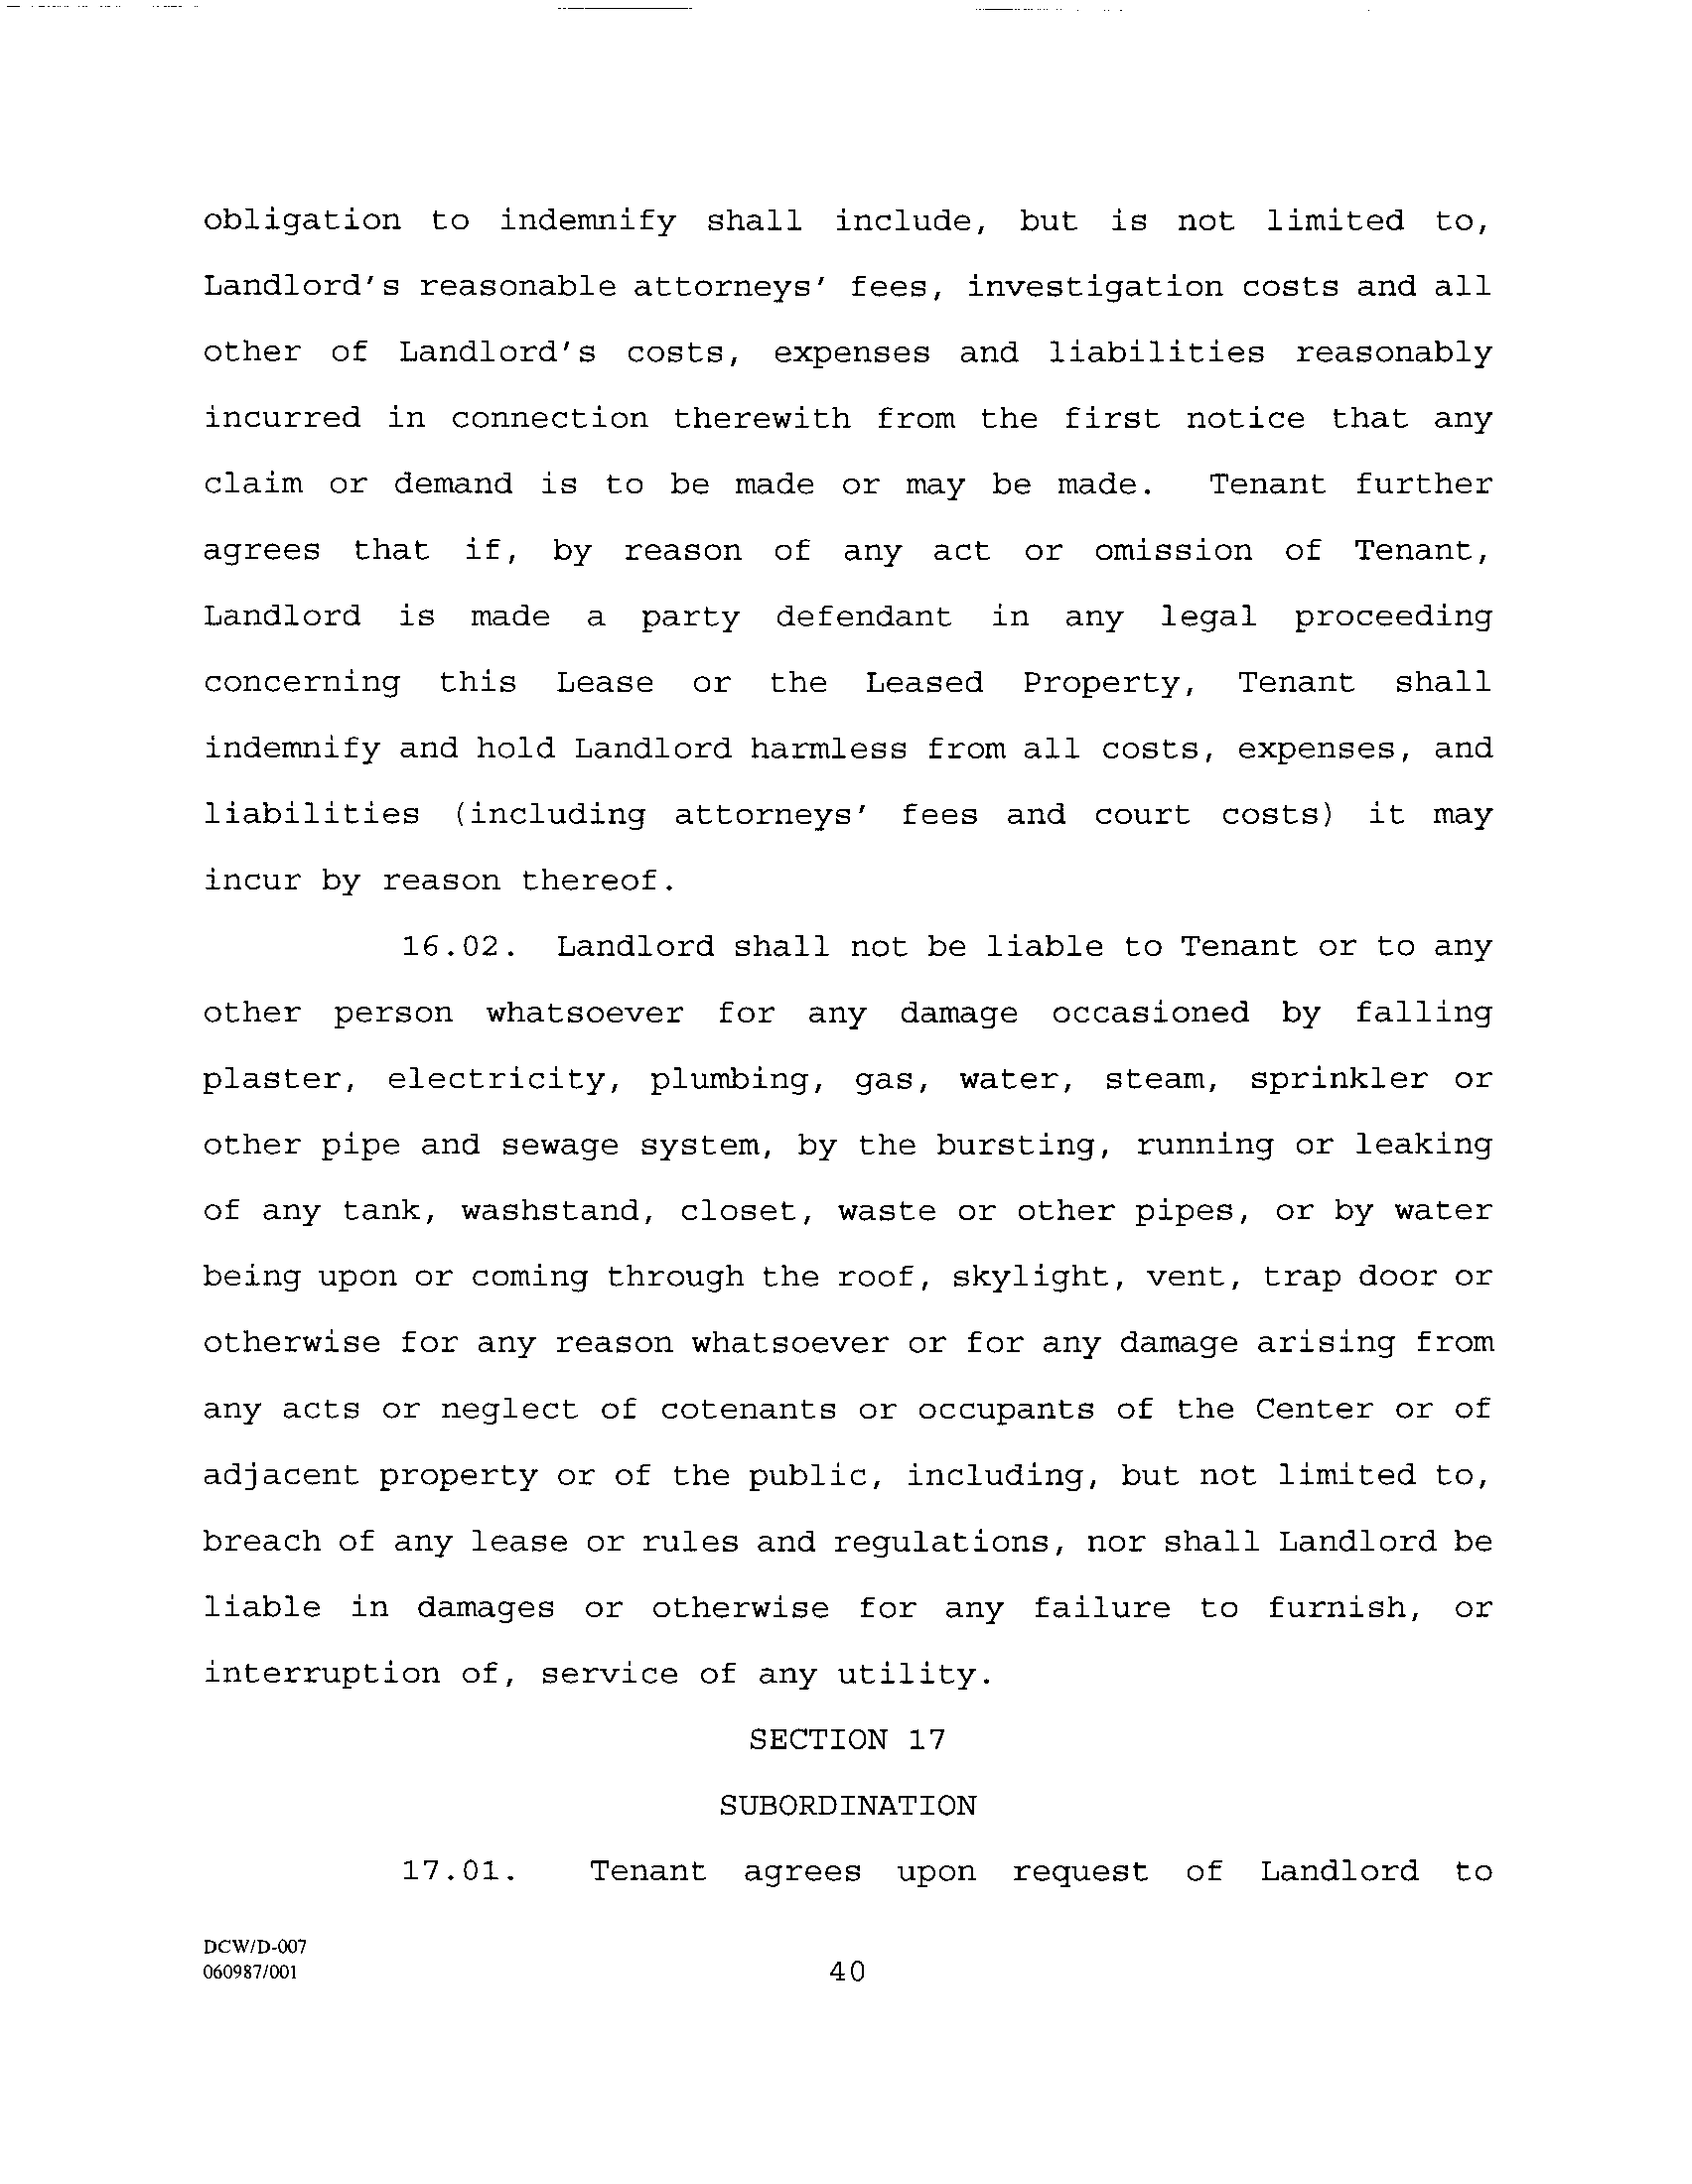 obligation to indemnify shall include, but is not limited to,
Landlord's reasonable attorneys' fees, investigation costs and all
other of Landlord's costs, expenses and liabilities reasonably
incurred in connection therewith from the first notice that any
claim or demand is to be made or may be made. Tenant further
agrees that if, by reason of any act or omission of Tenant,
Landlord is made a party defendant in any legal proceeding
concerning this Lease or the Leased Property, Tenant shall
indemnify and hold Landlord harmless from all costs, expenses, and
liabilities (including attorneys' fees and court costs) it may
incur by reason thereof.
16.02. Landlord shall not be liable to Tenant or to any
other person whatsoever for any damage occasioned by falling
plaster, electricity, plumbing, gas, water, steam, sprinkler or
other pipe and sewage system, by the bursting, running or leaking
of any tank, washstand, closet, waste or other pipes, or by water
being upon or coming through the roof, skylight, vent, trap door or
otherwise for any reason whatsoever or for any damage arising from
any acts or neglect of cotenants or occupants of the Center or of
adjacent property or of the public, including, but not limited to,
breach of any lease or rules and regulations, nor shall Landlord be
liable in damages or otherwise for any failure to furnish, or
interruption of, service of any utility.
SECTION 17
SUBORDINATION
17.01. Tenant agrees upon request of Landlord to
DCW/D-007
060987/001
40